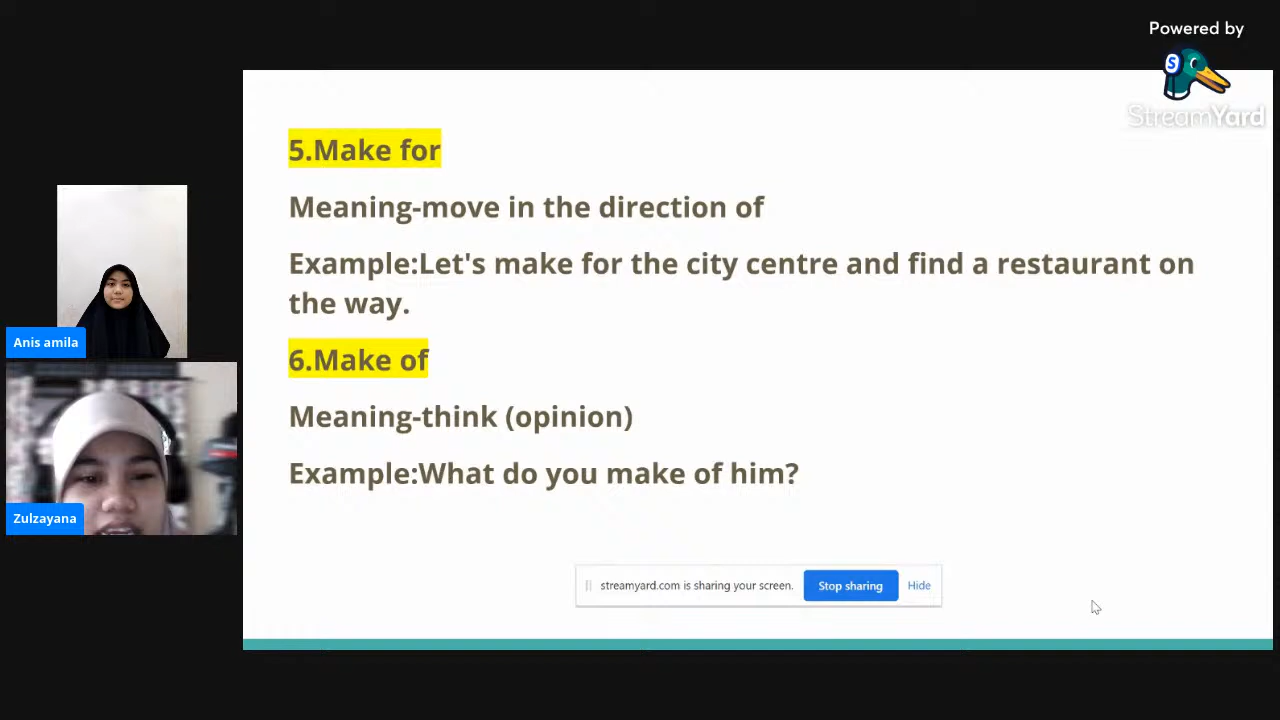 Powered by
StreamYard
5.Make for
Meaning-move in the direction of
Example:Let's make for the city centre and find a restaurant on
the way.
6.Make of
Meaning-think (opinion)
Example:What do you make of him?
Anis amila
Zulzayana
streamyard.com is sharing your screen. Stop sharing Hide